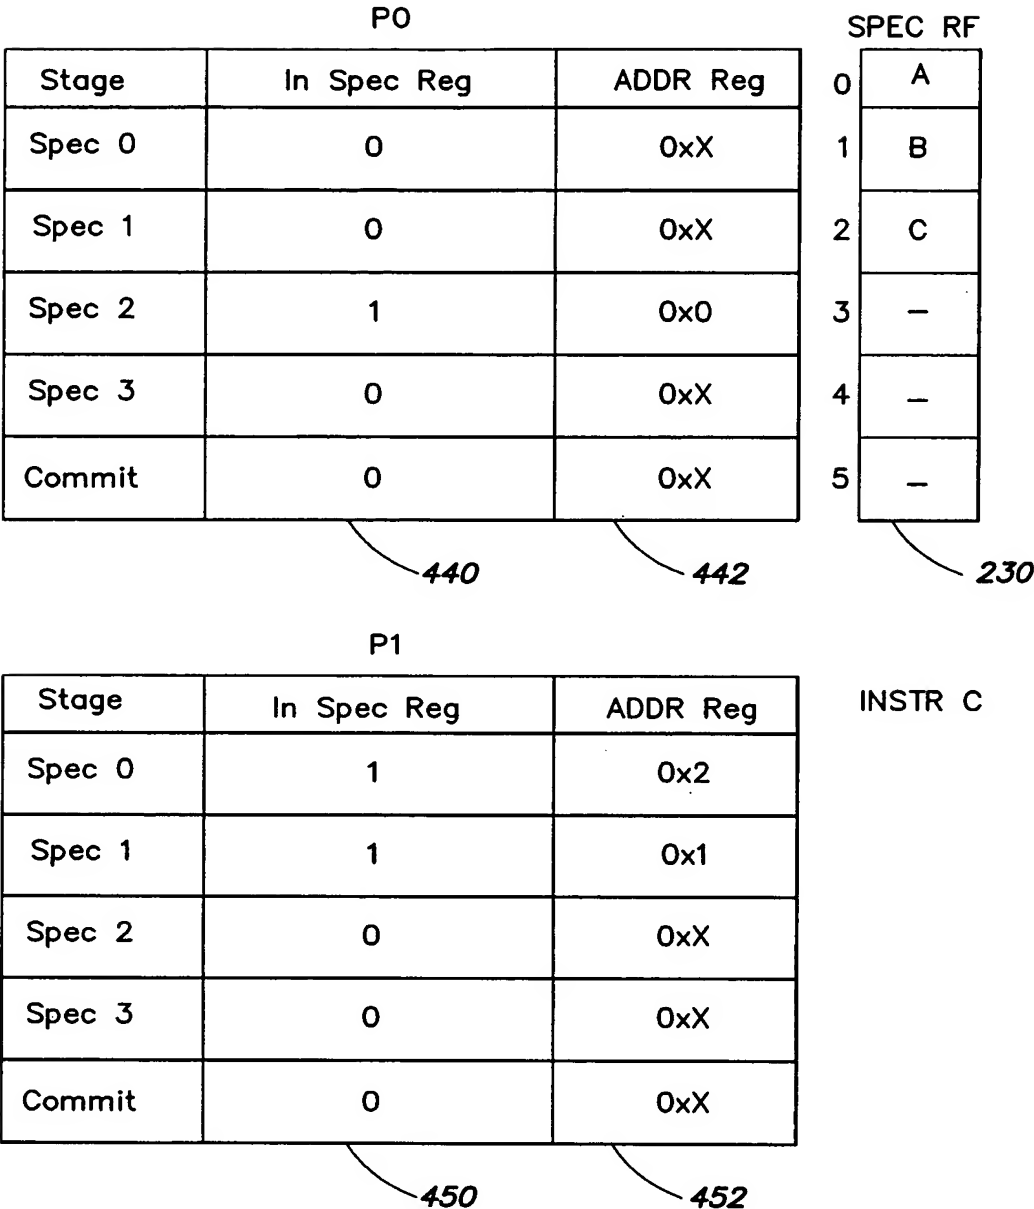 P0
SPEC RF
Stage In Spec Reg ADDR Reg 0 A
Spec 0 0 0xX 1 B
Spec 1 0 0xX 2 C
Spec 2 1 0x0 3 –
Spec 3 0 0xX 4 –
Commit 0 0xX 5 –
440 442 230
P1
Stage In Spec Reg ADDR Reg INSTR C
Spec 0 1 0x2
Spec 1 1 0x1
Spec 2 0 0xX
Spec 3 0 0xX
Commit 0 0xX
450 452